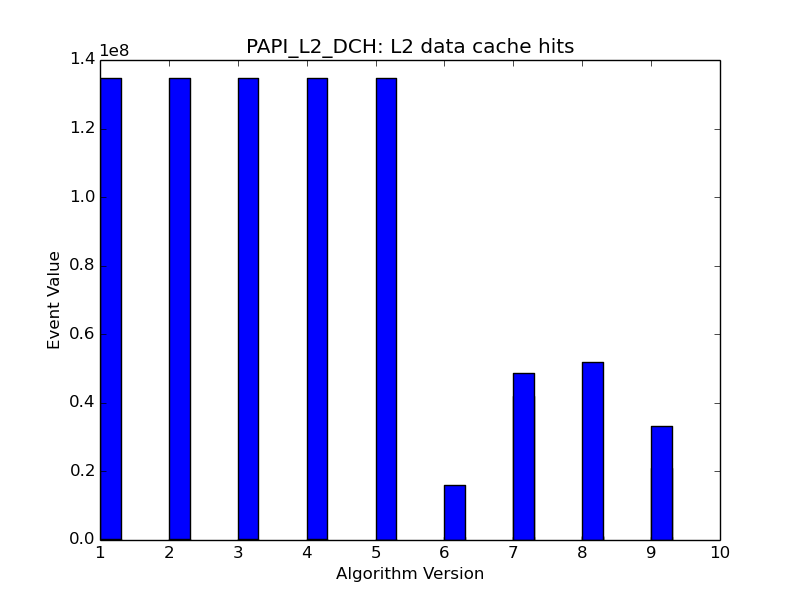 PAPI_L2_DCH: L2 data cache hits
1e8
1.4
1.2
1.0
0.8
0.6
0.4
0.2
0.0
Event Value
1 2 3 4 5 6 7 8 9 10
Algorithm Version